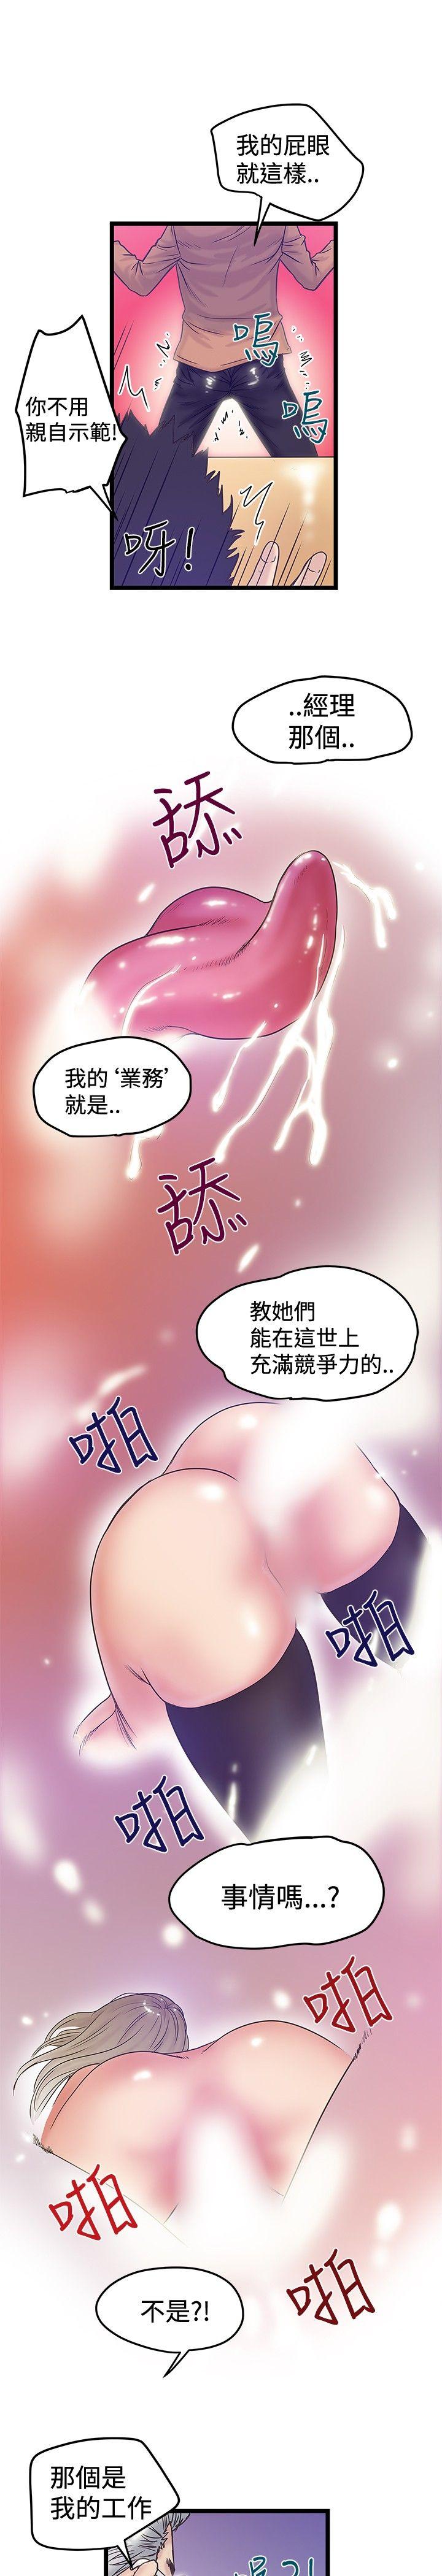 我的屁眼
就這樣..
嗚
嗚
你不用
親自示範!
呀!
..經理
那個..
舔
我的‘業務’
就是..
舔
教她們
能在這世上
充滿競爭力的..
啪
啪
啪
事情嗎...?
啪
啪
啪
不是?!
那個是
我的工作